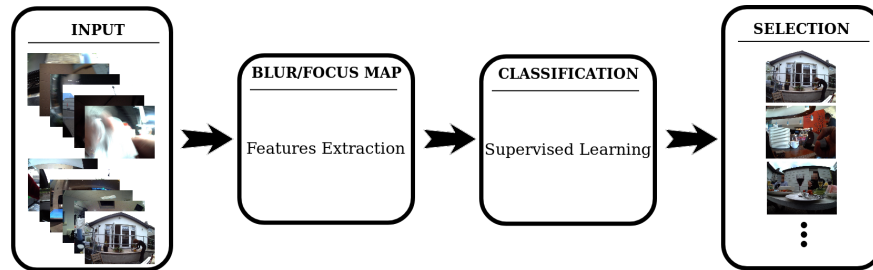 INPUT
BLUR/FOCUS MAP
Features Extraction
CLASSIFICATION
Supervised Learning
SELECTION